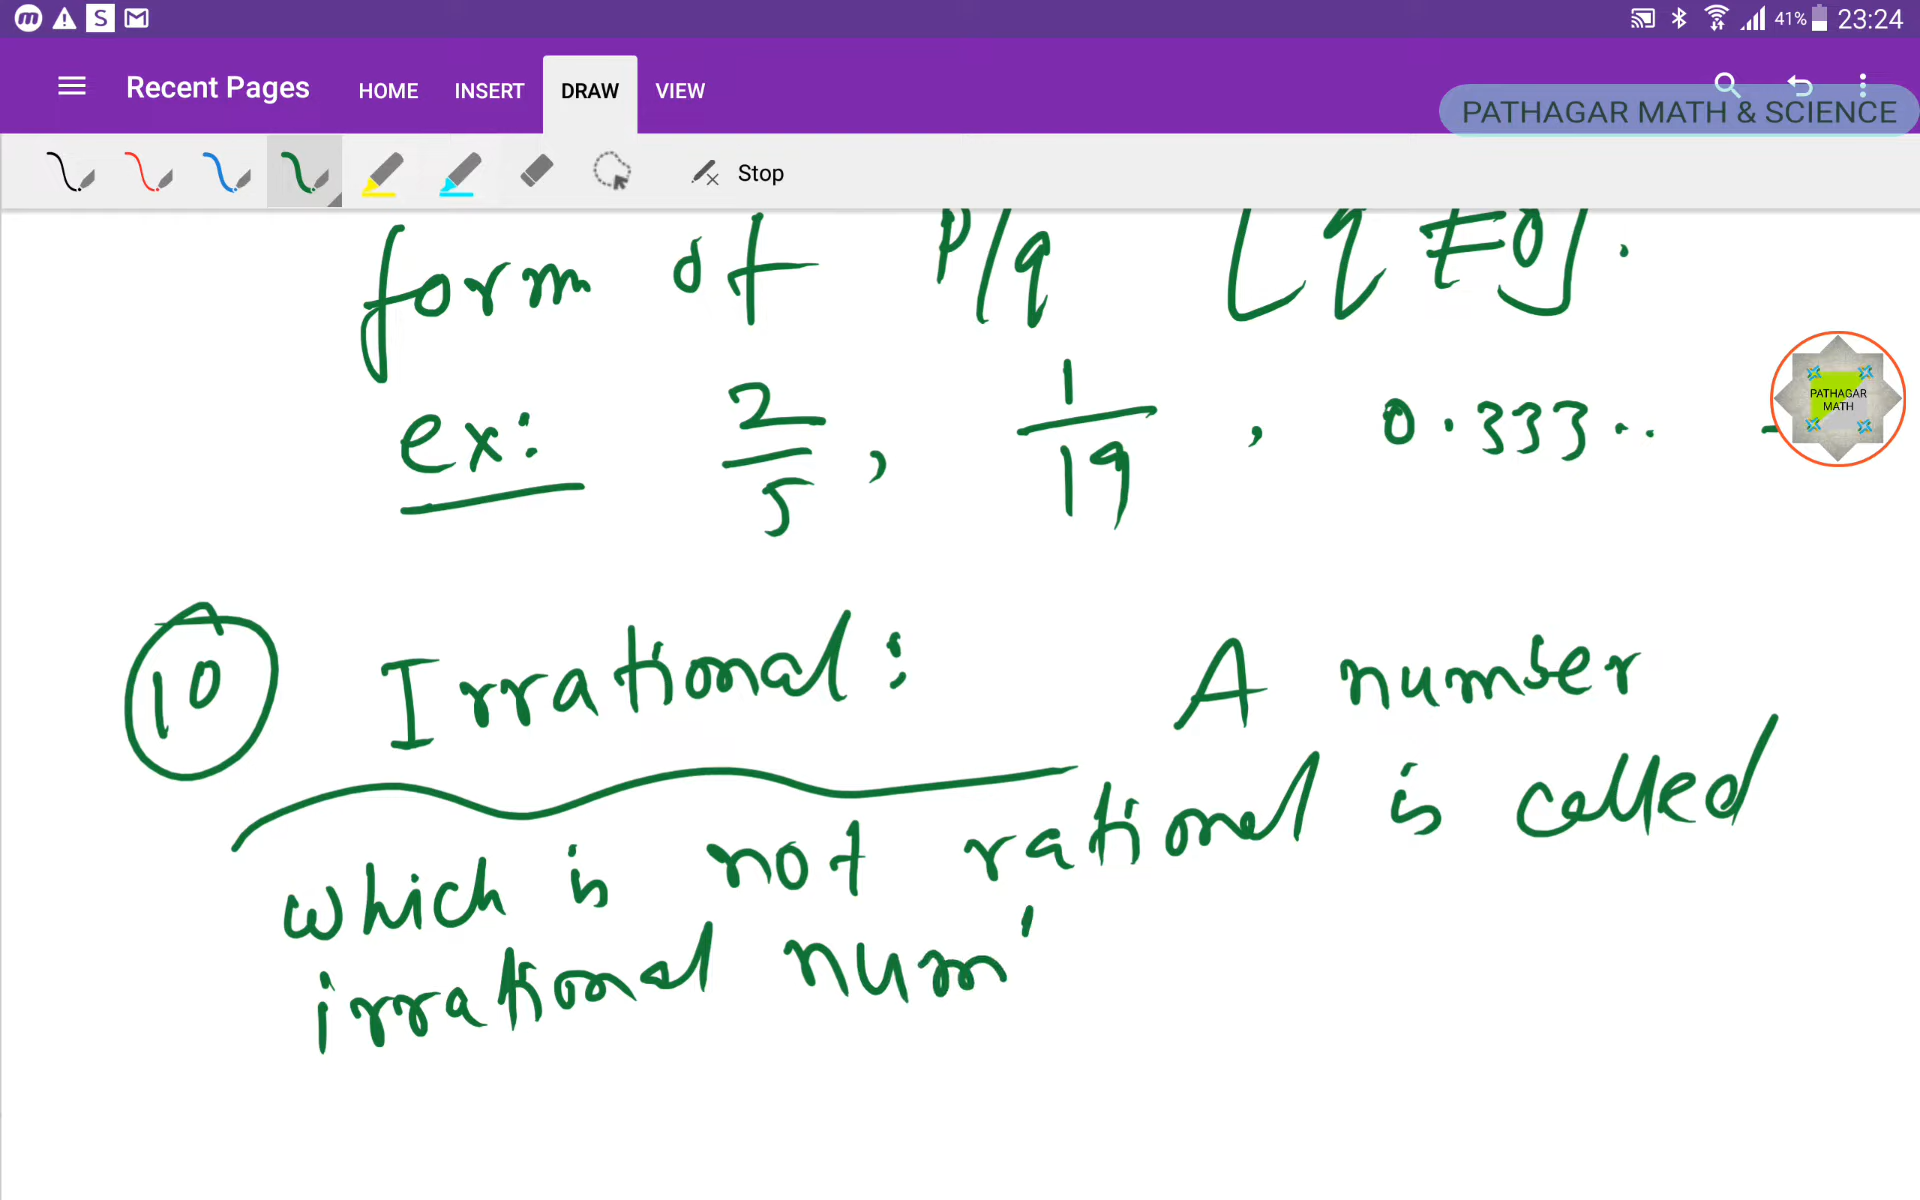 23:24
41%
Recent Pages HOME INSERT DRAW VIEW
PATHAGAR MATH & SCIENCE
Stop
form of P/q [q ≠ 0].
ex: 2/5, 1/19, 0.333..
PATHAGAR
MATH
10 Irrational: A number
which is not rational is called
irrational num'